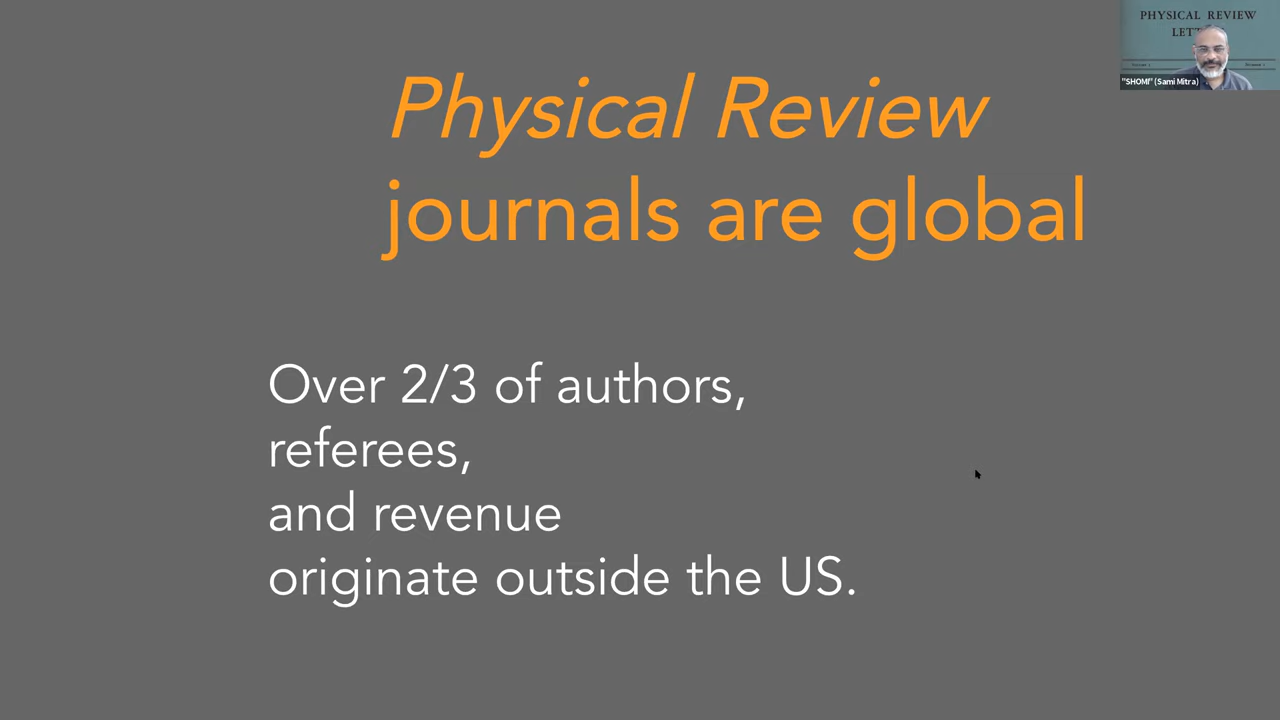 Physical Review
journals are global
Over 2/3 of authors,
referees,
and revenue
originate outside the US.
PHYSICAL REVIEW
"SHOMI" (Sami Mitra)